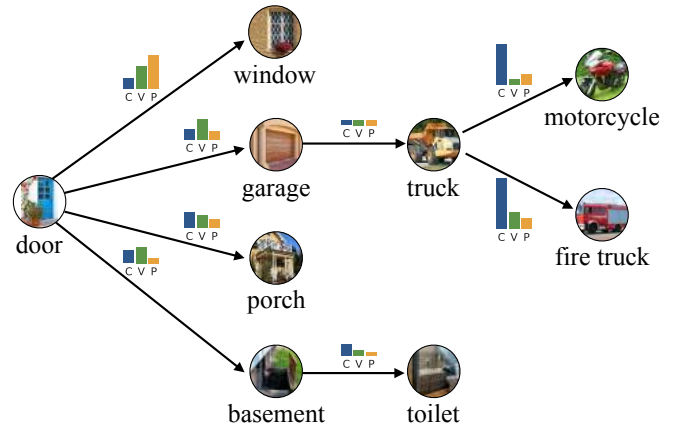 window
C V P
C V P
motorcycle
C V P
garage
C V P
truck
C V P
door
C V P
porch
C V P
fire truck
C V P
basement
C V P
toilet